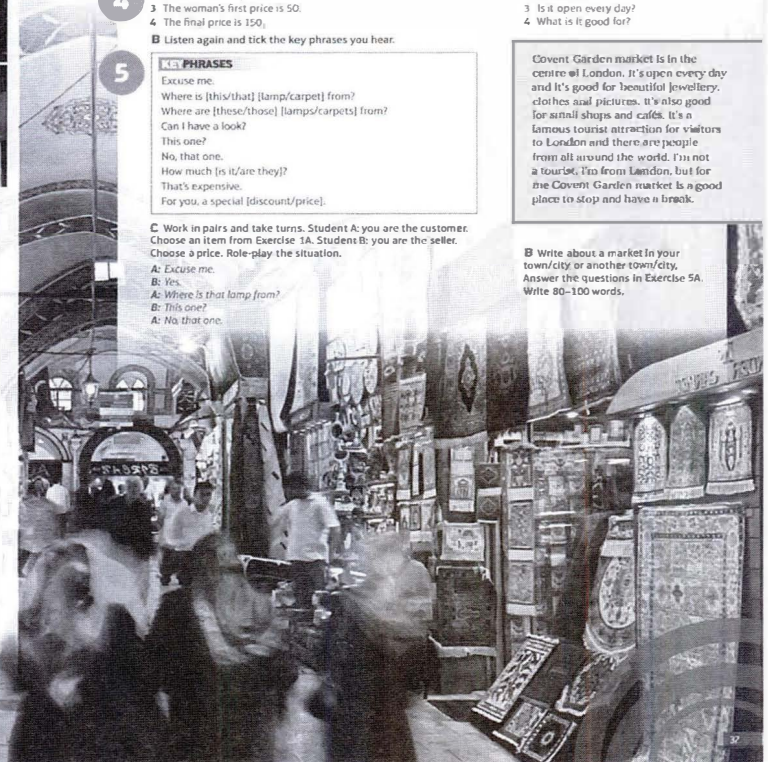 4
3 The woman's first price is 50.
4 The final price is 150.
B Listen again and tick the key phrases you hear.
5
KEY PHRASES
Excuse me.
Where is [this/that] [lamp/carpet] from?
Where are [these/those] [lamps/carpets] from?
Can I have a look?
This one?
No, that one.
How much [is it/are they]?
That's expensive.
For you, a special [discount/price].
C Work in pairs and take turns. Student A: you are the customer.
Choose an item from Exercise 1A. Student B: you are the seller.
Choose a price. Role-play the situation.
A: Excuse me.
B: Yes.
A: Where is that lamp from?
B: This one?
A: No, that one.
3 Is it open every day?
4 What is it good for?
Covent Garden market is in the
centre of London. It's open every day
and it's good for beautiful jewellery,
clothes and pictures. It's also good
for small shops and cafés. It's a
famous tourist attraction for visitors
to London and there are people
from all around the world. I'm not
a tourist, I'm from London, but for
me Covent Garden market is a good
place to stop and have a break.
B Write about a market in your
town/city or another town/city.
Answer the questions in Exercise 5A.
Write 80–100 words.
37